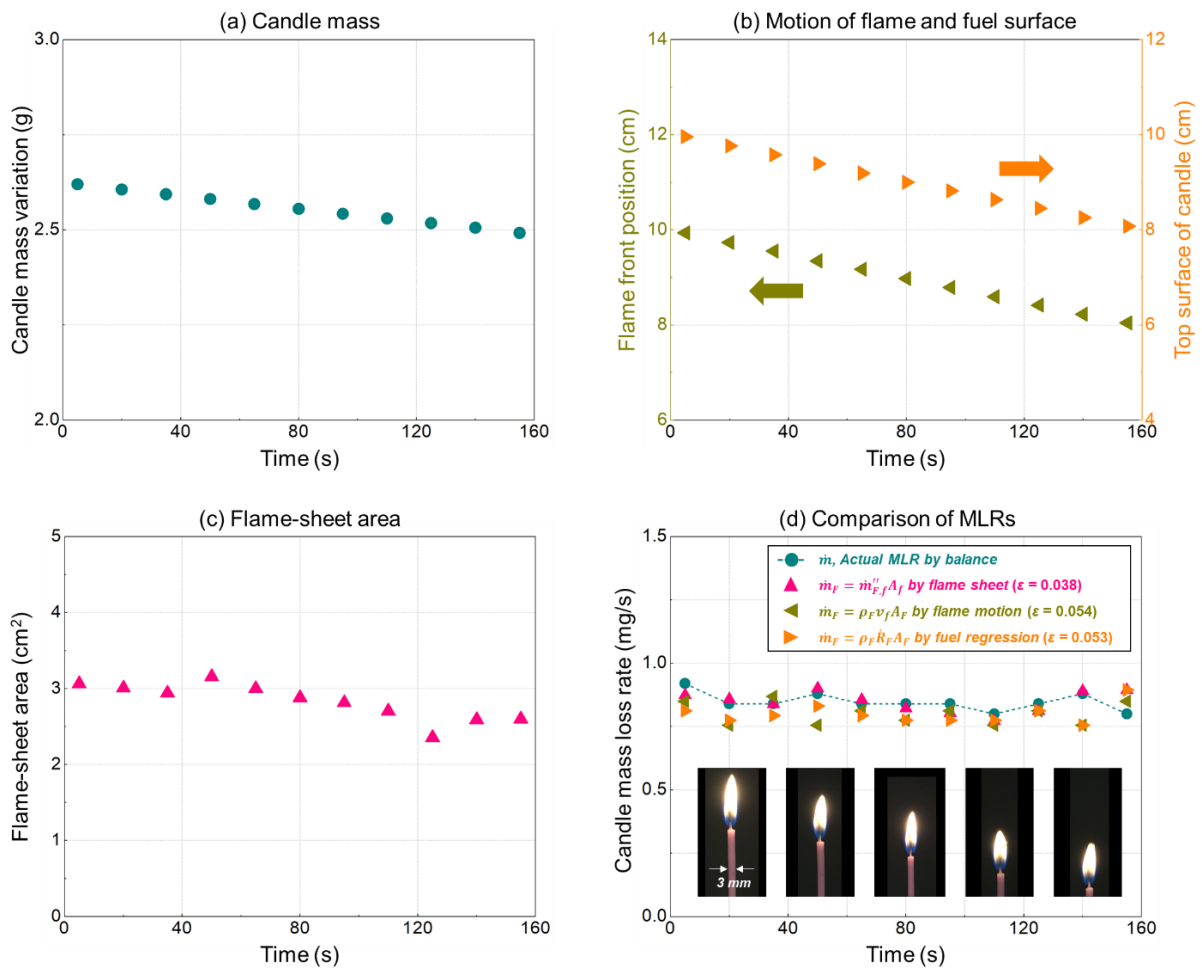 (a) Candle mass
3.0
2.5
2.0
Candle mass variation (g)
0 40 80 120 160
Time (s)
(b) Motion of flame and fuel surface
14
12
10
8
6
Flame front position (cm)
12
10
8
6
4
Top surface of candle (cm)
0 40 80 120 160
Time (s)
(c) Flame-sheet area
5
4
3
2
1
0
Flame-sheet area (cm²)
0 40 80 120 160
Time (s)
(d) Comparison of MLRs
1.5
1.0
0.5
0.0
Candle mass loss rate (mg/s)
ṁ, Actual MLR by balance
ṁ_F = ṁ''_{F,f} A_f by flame sheet (ε = 0.038)
ṁ_F = ρ_F v_f A_F by flame motion (ε = 0.054)
ṁ_F = ρ_F Ṙ_F A_F by fuel regression (ε = 0.053)
3 mm
0 40 80 120 160
Time (s)